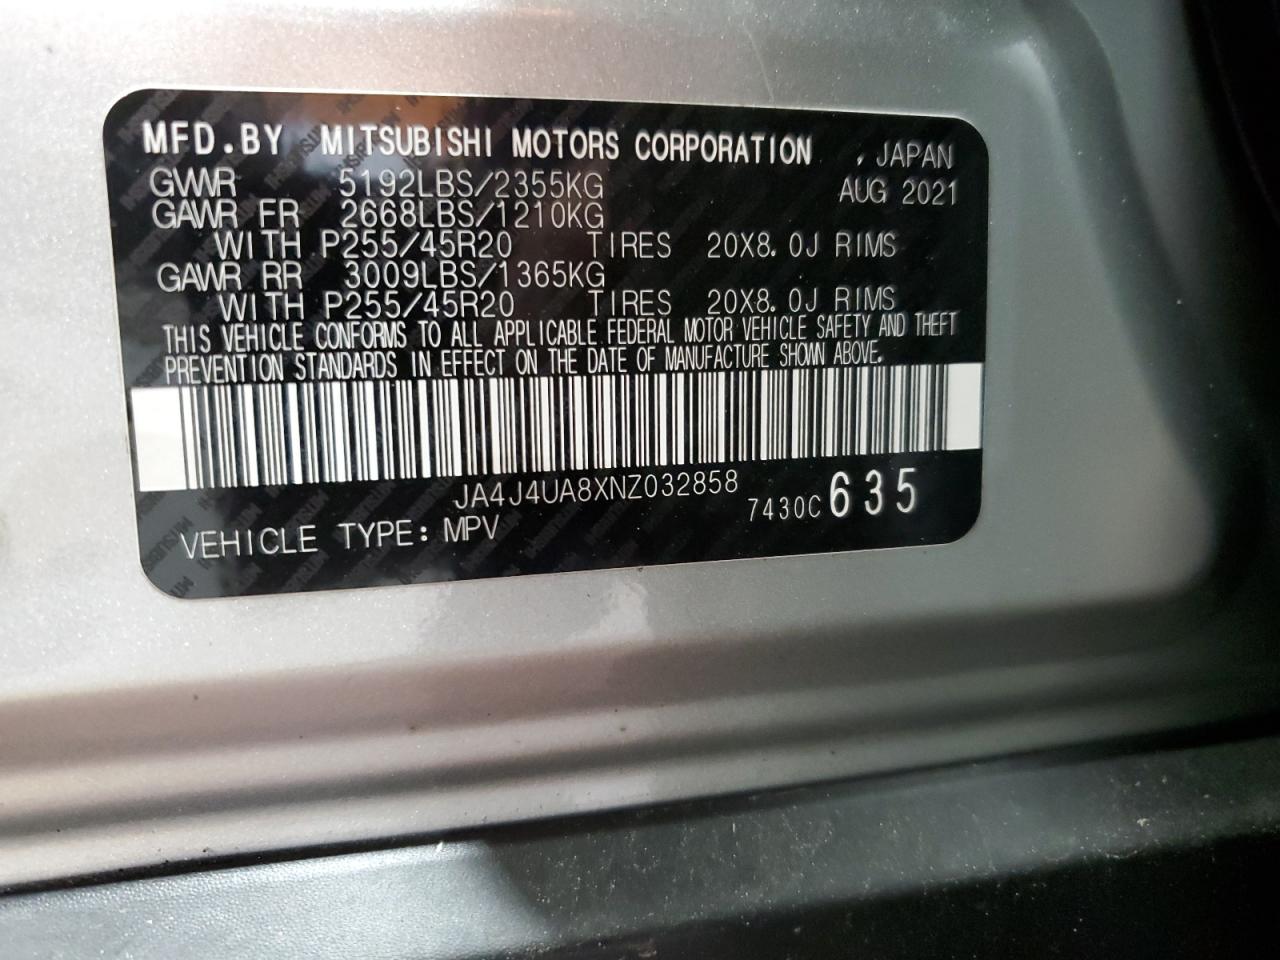 MFD.BY MITSUBISHI MOTORS CORPORATION , JAPAN
GVWR 5192LBS/2355KG AUG 2021
GAWR FR 2668LBS/1210KG
WITH P255/45R20 TIRES 20X8.0J RIMS
GAWR RR 3009LBS/1365KG
WITH P255/45R20 TIRES 20X8.0J RIMS
THIS VEHICLE CONFORMS TO ALL APPLICABLE FEDERAL MOTOR VEHICLE SAFETY AND THEFT
PREVENTION STANDARDS IN EFFECT ON THE DATE OF MANUFACTURE SHOWN ABOVE.
JA4J4UA8XNZ032858 7430C 635
VEHICLE TYPE: MPV